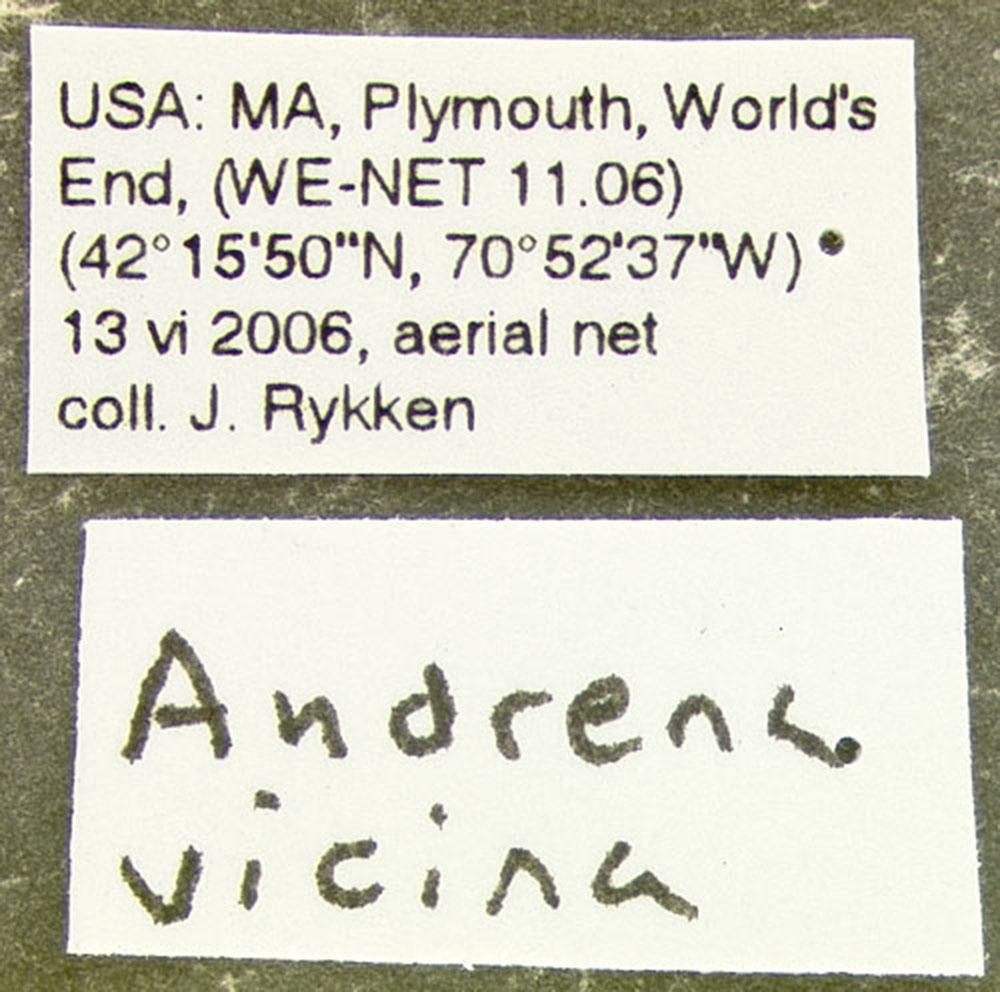 USA: MA, Plymouth, World's
End, (WE-NET 11.06)
(42°15'50"N, 70°52'37"W)
13 vi 2006, aerial net
coll. J. Rykken
Andrena
vicina